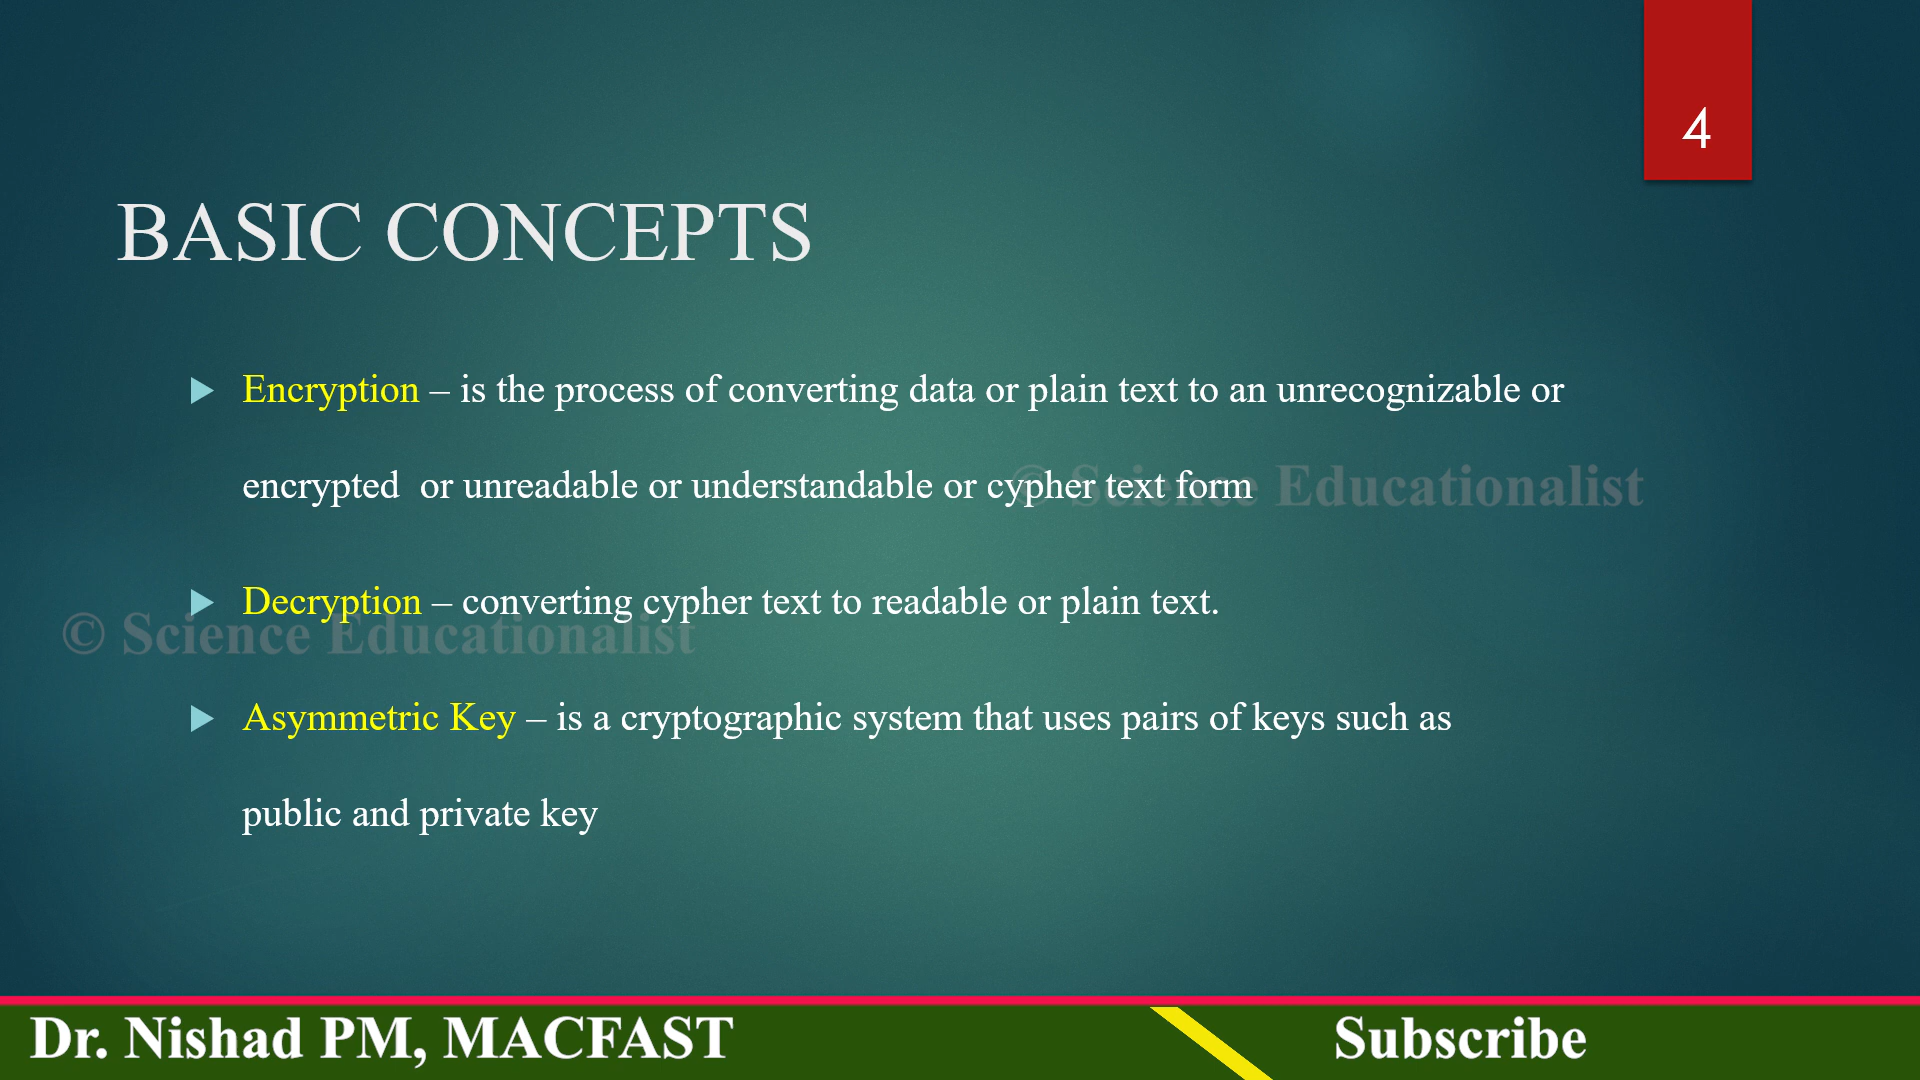 4
BASIC CONCEPTS
Encryption – is the process of converting data or plain text to an unrecognizable or
encrypted or unreadable or understandable or cypher text form
© Science Educationalist
Decryption – converting cypher text to readable or plain text.
© Science Educationalist
Asymmetric Key – is a cryptographic system that uses pairs of keys such as
public and private key
Dr. Nishad PM, MACFAST
Subscribe